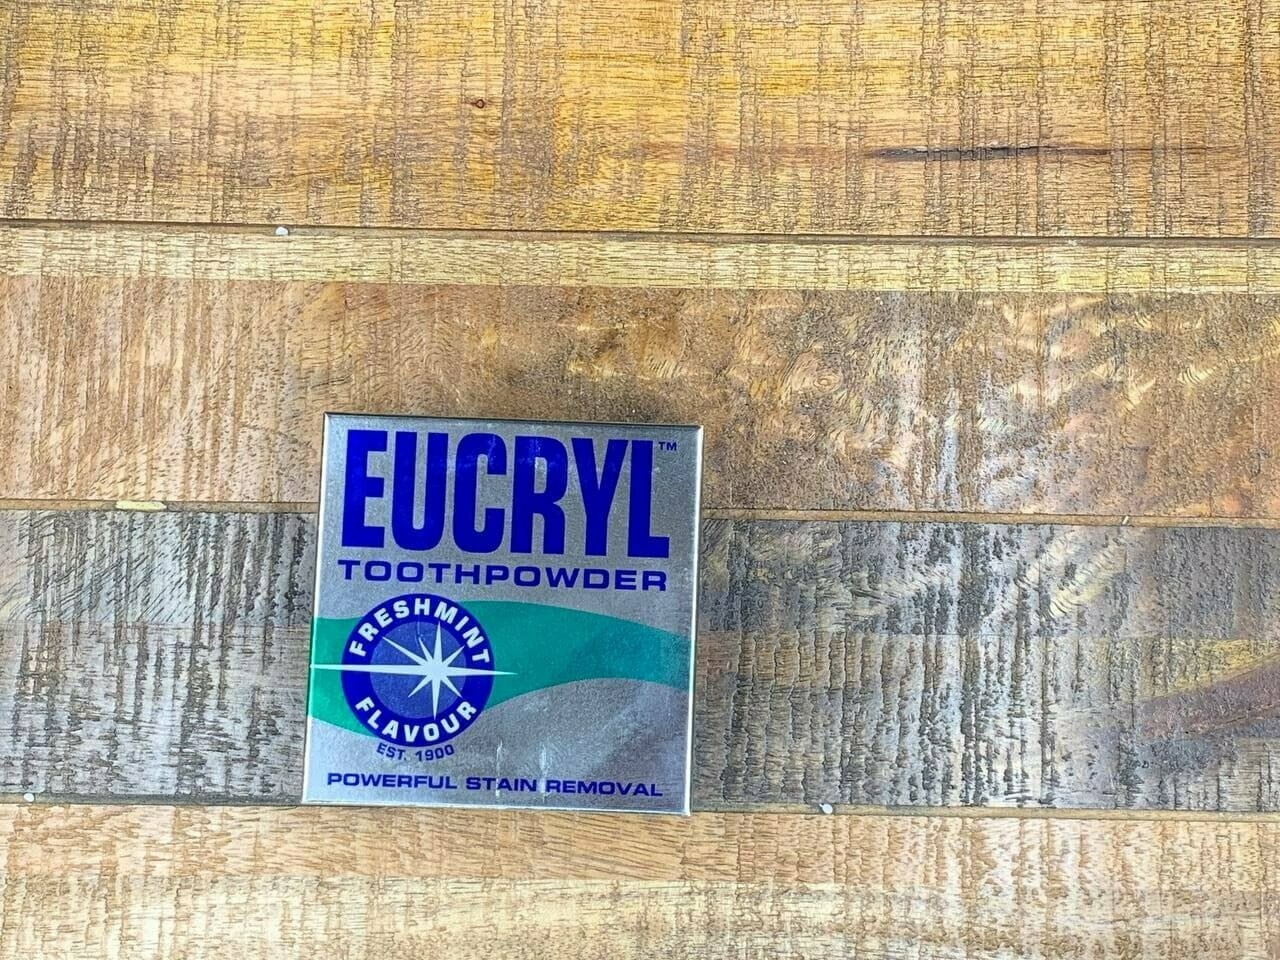 EUCRYL™
TOOTHPOWDER
FRESHMINT
FLAVOUR
EST. 1900
POWERFUL STAIN REMOVAL